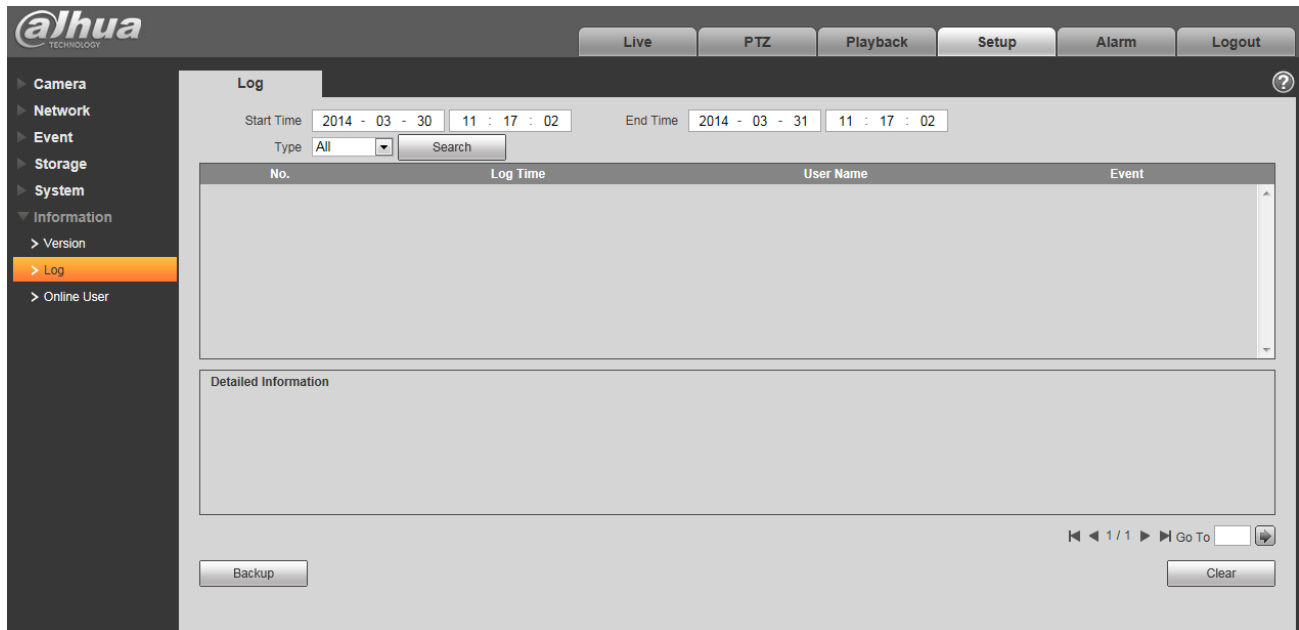 alhua
TECHNOLOGY
Live PTZ Playback Setup Alarm Logout
Camera
Network
Event
Storage
System
Information
> Version
> Log
> Online User
Log ?
Start Time 2014 - 03 - 30 11 : 17 : 02 End Time 2014 - 03 - 31 11 : 17 : 02
Type All Search
No. Log Time User Name Event
Detailed Information
1 / 1 Go To
Backup Clear